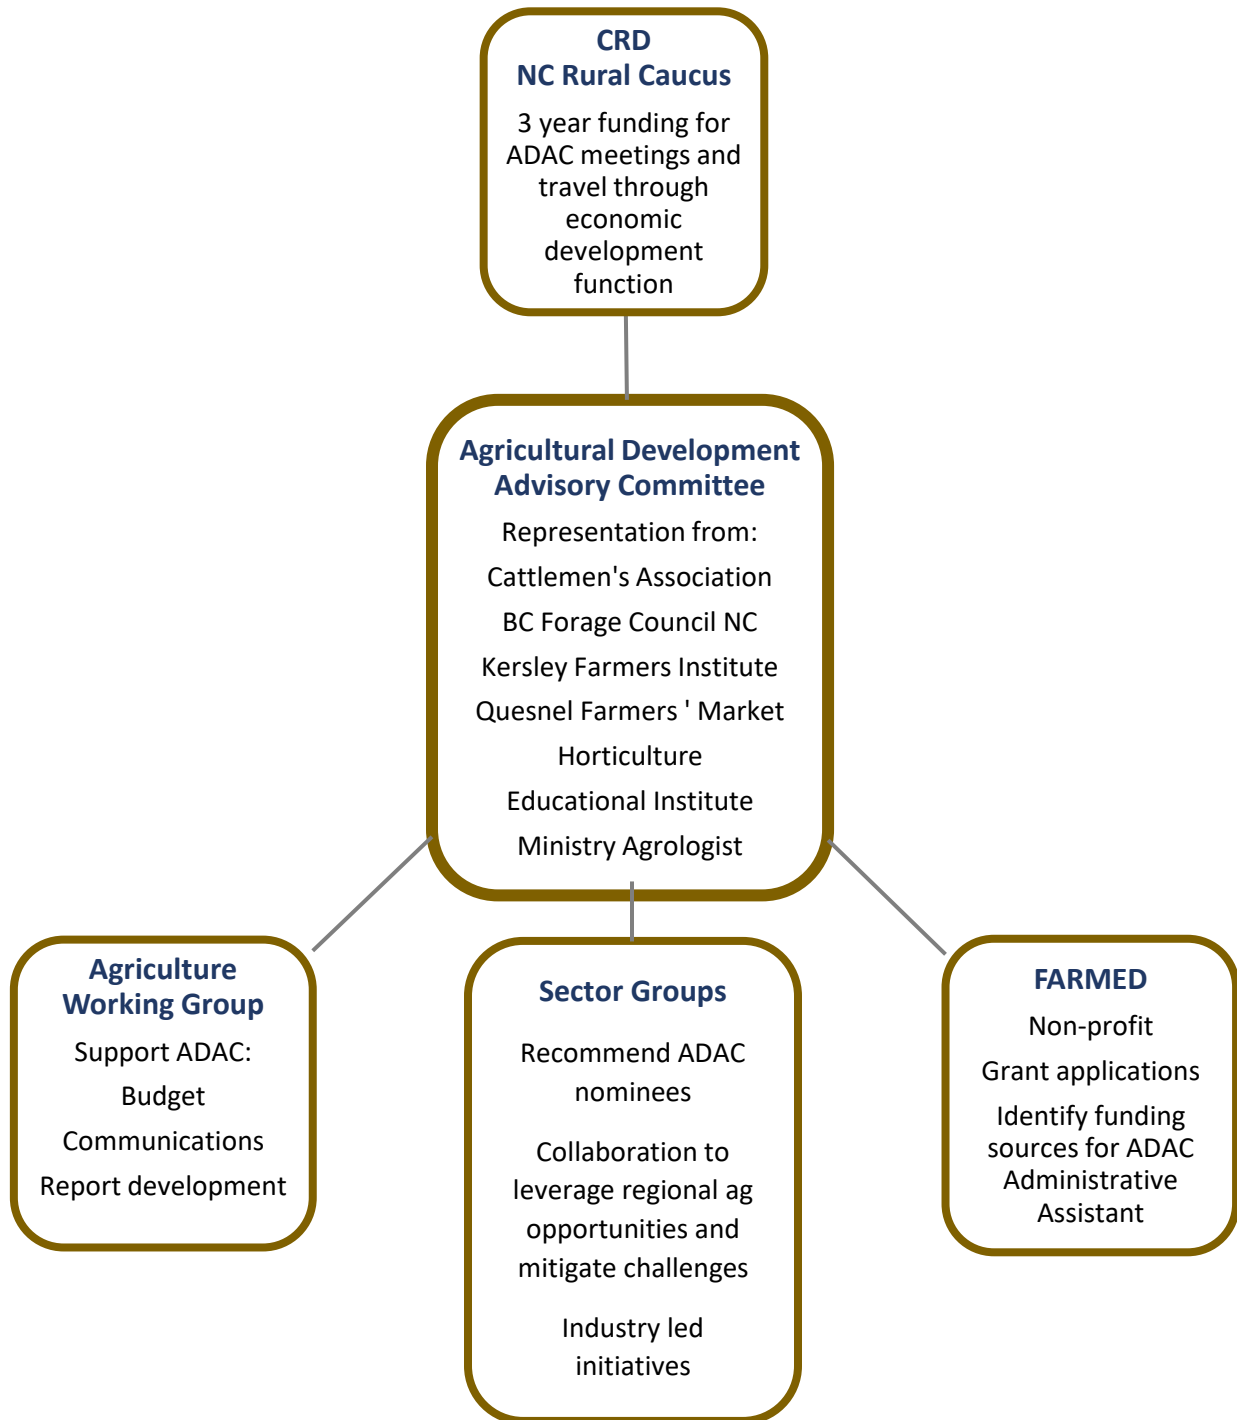 CRD
NC Rural Caucus
3 year funding for
ADAC meetings and
travel through
economic
development
function
Agricultural Development
Advisory Committee
Representation from:
Cattlemen's Association
BC Forage Council NC
Kersley Farmers Institute
Quesnel Farmers ' Market
Horticulture
Educational Institute
Ministry Agrologist
Agriculture
Working Group
Support ADAC:
Budget
Communications
Report development
Sector Groups
Recommend ADAC
nominees
Collaboration to
leverage regional ag
opportunities and
mitigate challenges
Industry led
initiatives
FARMED
Non-profit
Grant applications
Identify funding
sources for ADAC
Administrative
Assistant